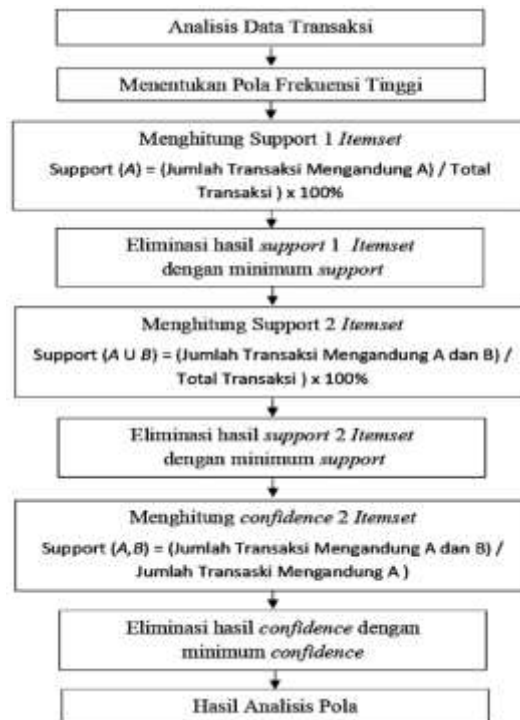 Analisis Data Transaksi
Menentukan Pola Frekuensi Tinggi
Menghitung Support 1 Itemset
Support (A) = (Jumlah Transaksi Mengandung A) / Total
Transaksi ) x 100%
Eliminasi hasil support 1 Itemset
dengan minimum support
Menghitung Support 2 Itemset
Support (A U B) = (Jumlah Transaksi Mengandung A dan B) /
Total Transaksi ) x 100%
Eliminasi hasil support 2 Itemset
dengan minimum support
Menghitung confidence 2 Itemset
Support (A,B) = (Jumlah Transaksi Mengandung A dan B) /
Jumlah Transaski Mengandung A )
Eliminasi hasil confidence dengan
minimum confidence
Hasil Analisis Pola